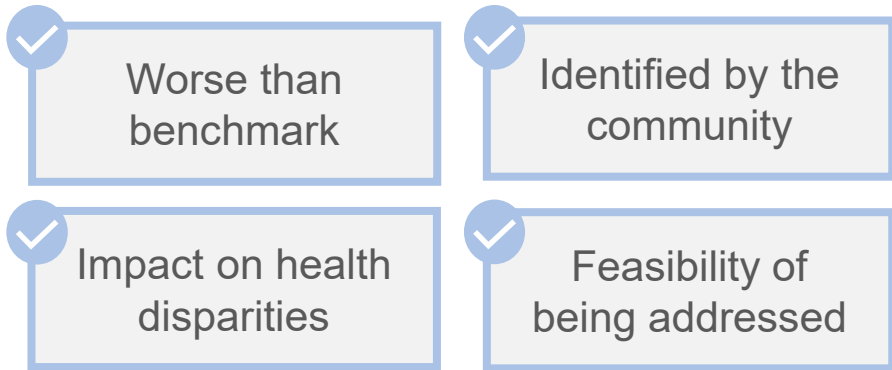 Worse than
benchmark
Identified by the
community
Impact on health
disparities
Feasibility of
being addressed